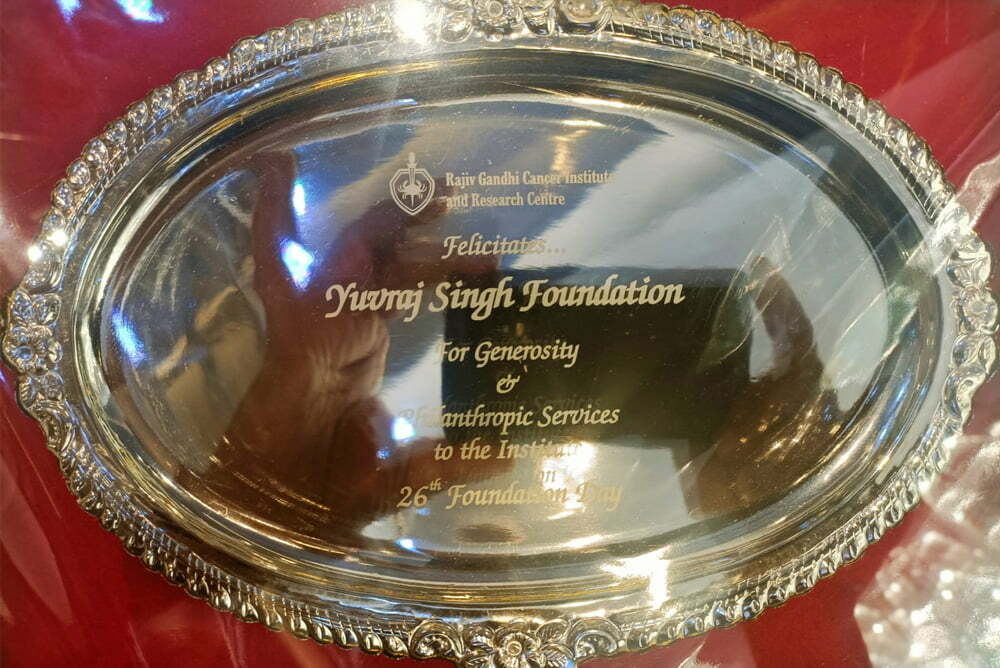 Rajiv Gandhi Cancer Institute
and Research Centre
Felicitates...
Yuvraj Singh Foundation
For Generosity
&
Philanthropic Services
to the Institute
on
26th Foundation Day